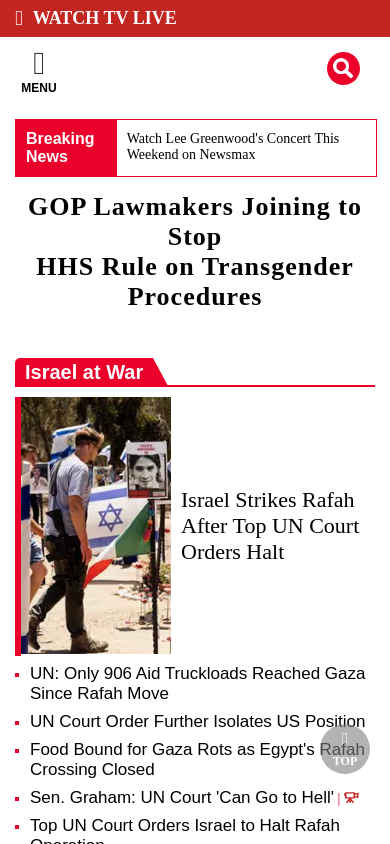 WATCH TV LIVE
MENU
Breaking
News
Watch Lee Greenwood's Concert This
Weekend on Newsmax
GOP Lawmakers Joining to
Stop
HHS Rule on Transgender
Procedures
Israel at War
Israel Strikes Rafah
After Top UN Court
Orders Halt
UN: Only 906 Aid Truckloads Reached Gaza
Since Rafah Move
UN Court Order Further Isolates US Position
Food Bound for Gaza Rots as Egypt's Rafah
Crossing Closed
TOP
Sen. Graham: UN Court 'Can Go to Hell' |
Top UN Court Orders Israel to Halt Rafah
Operation